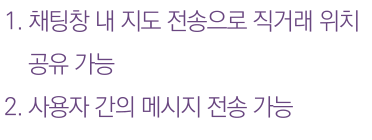 1. 채팅창 내 지도 전송으로 직거래 위치
공유 가능
2. 사용자 간의 메시지 전송 가능